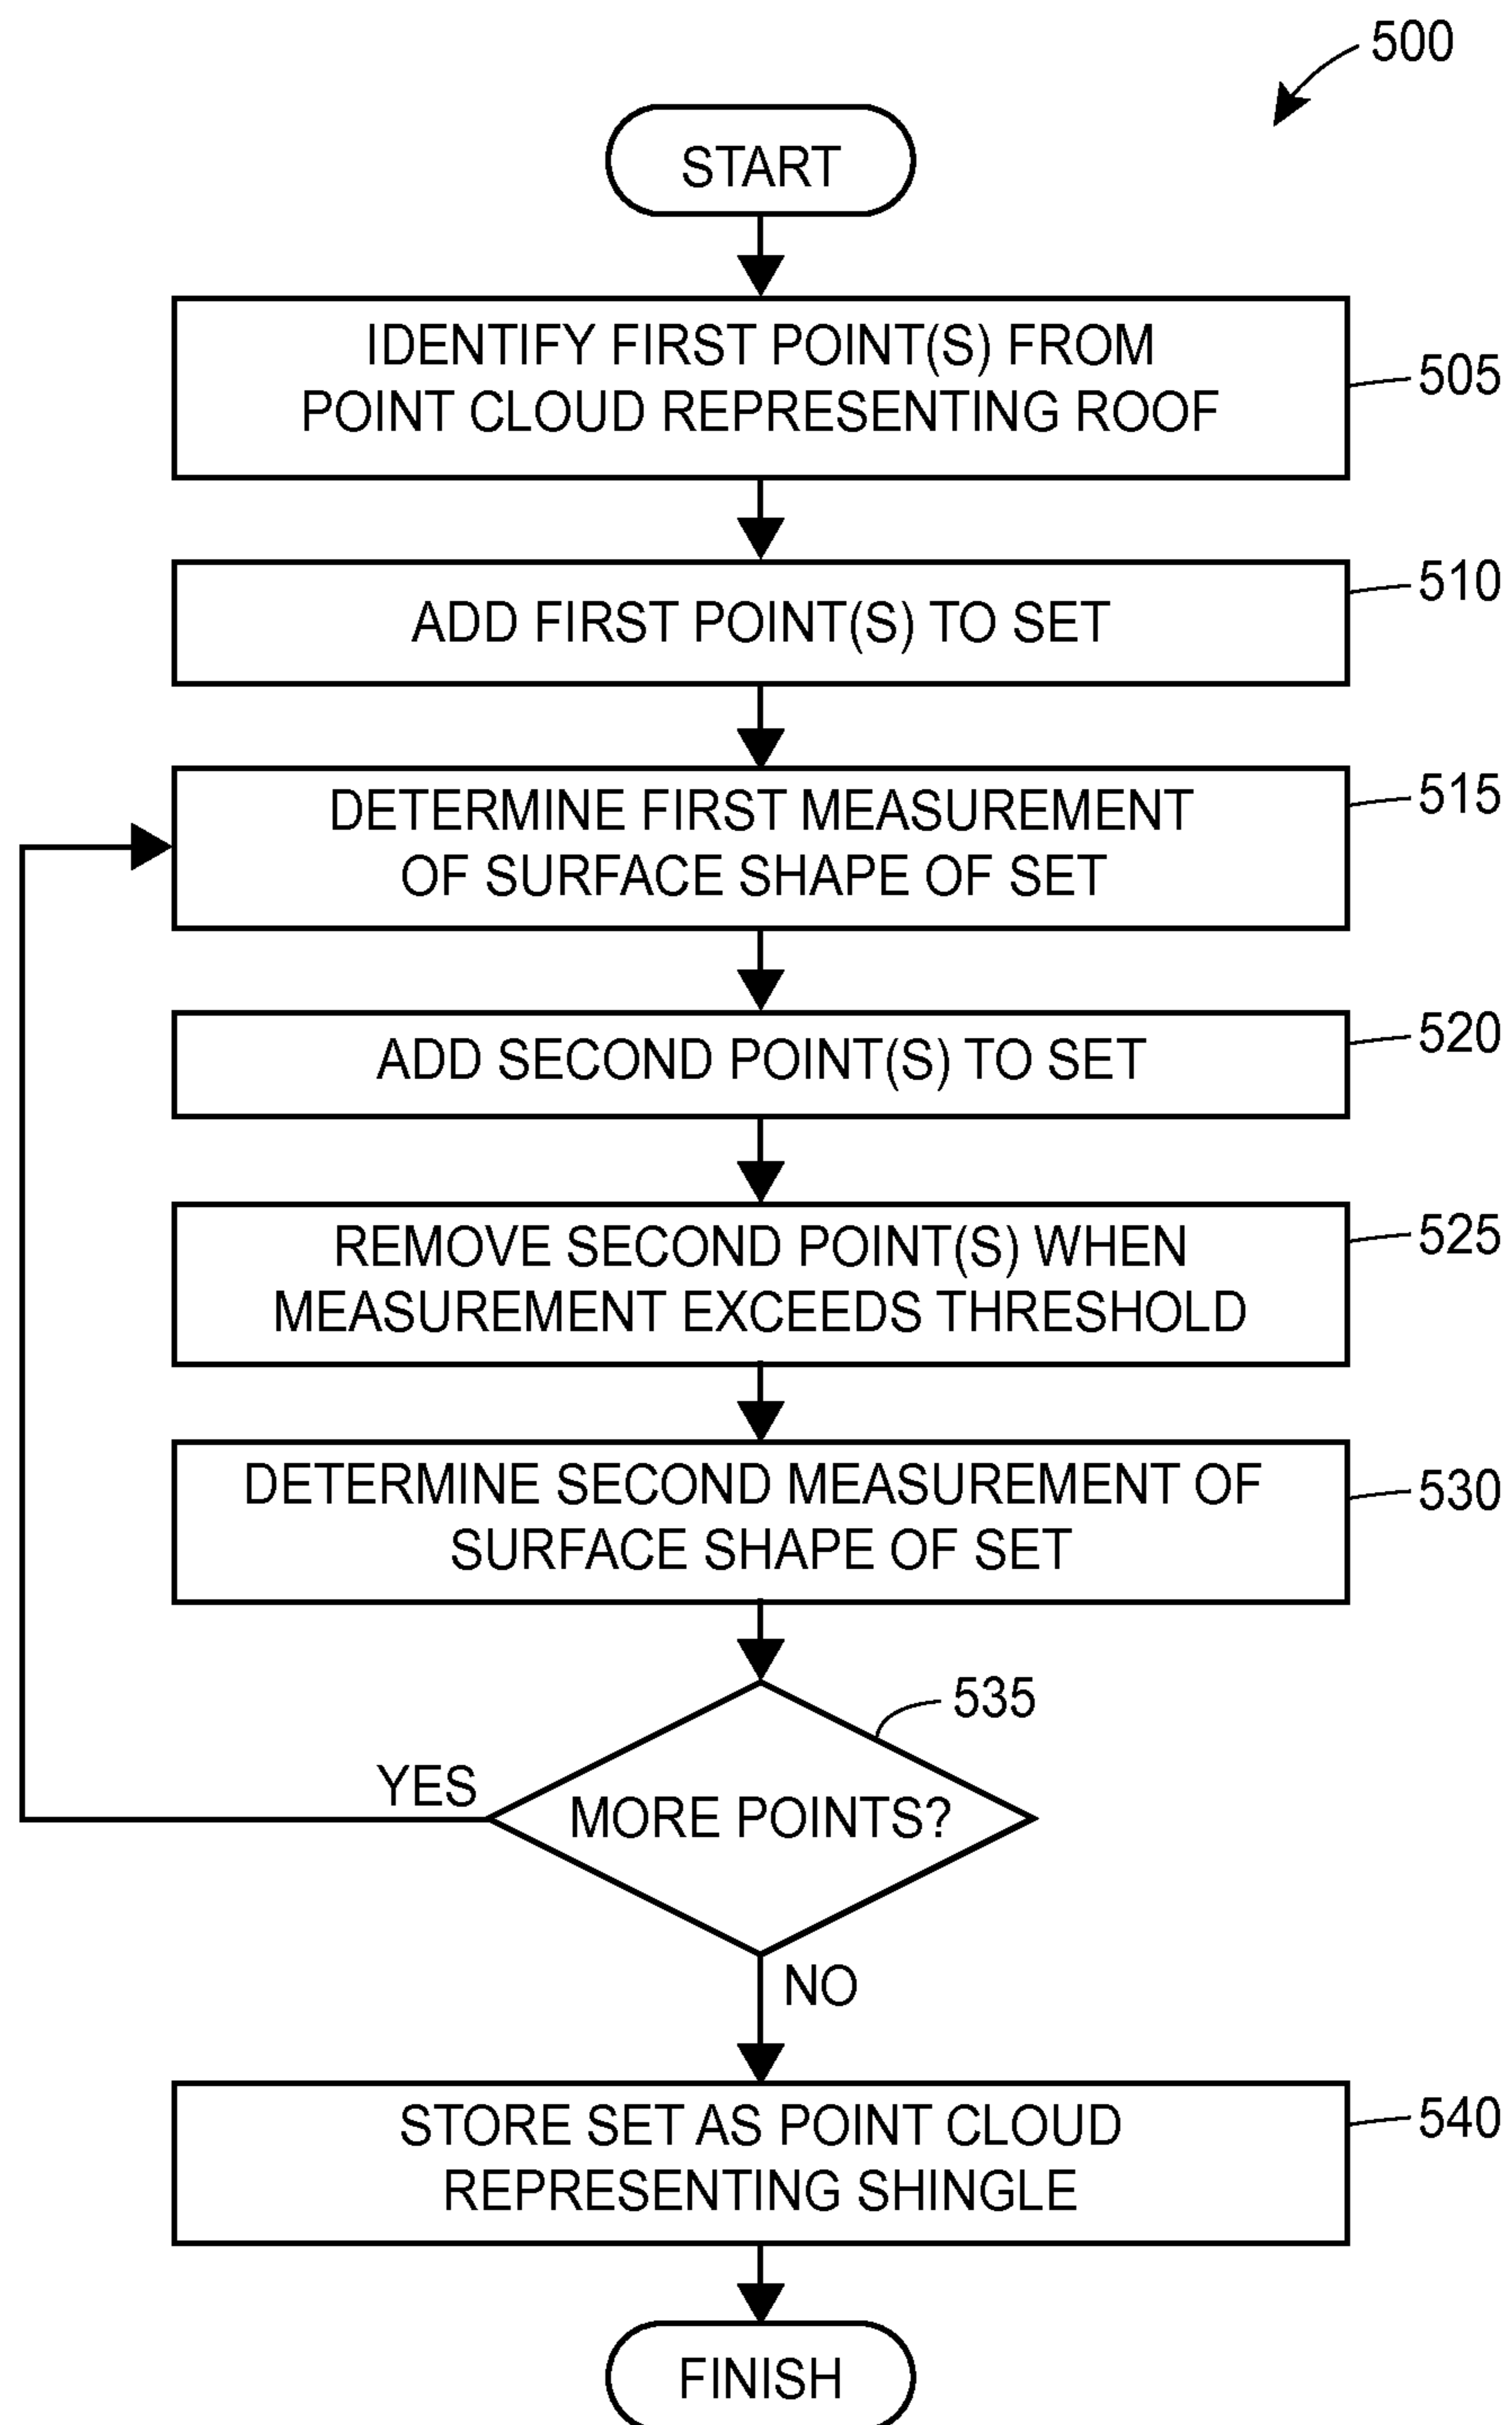 500
START
IDENTIFY FIRST POINT(S) FROM
POINT CLOUD REPRESENTING ROOF
505
ADD FIRST POINT(S) TO SET
510
DETERMINE FIRST MEASUREMENT
OF SURFACE SHAPE OF SET
515
ADD SECOND POINT(S) TO SET
520
REMOVE SECOND POINT(S) WHEN
MEASUREMENT EXCEEDS THRESHOLD
525
DETERMINE SECOND MEASUREMENT OF
SURFACE SHAPE OF SET
530
535
YES
MORE POINTS?
NO
STORE SET AS POINT CLOUD
REPRESENTING SHINGLE
540
FINISH